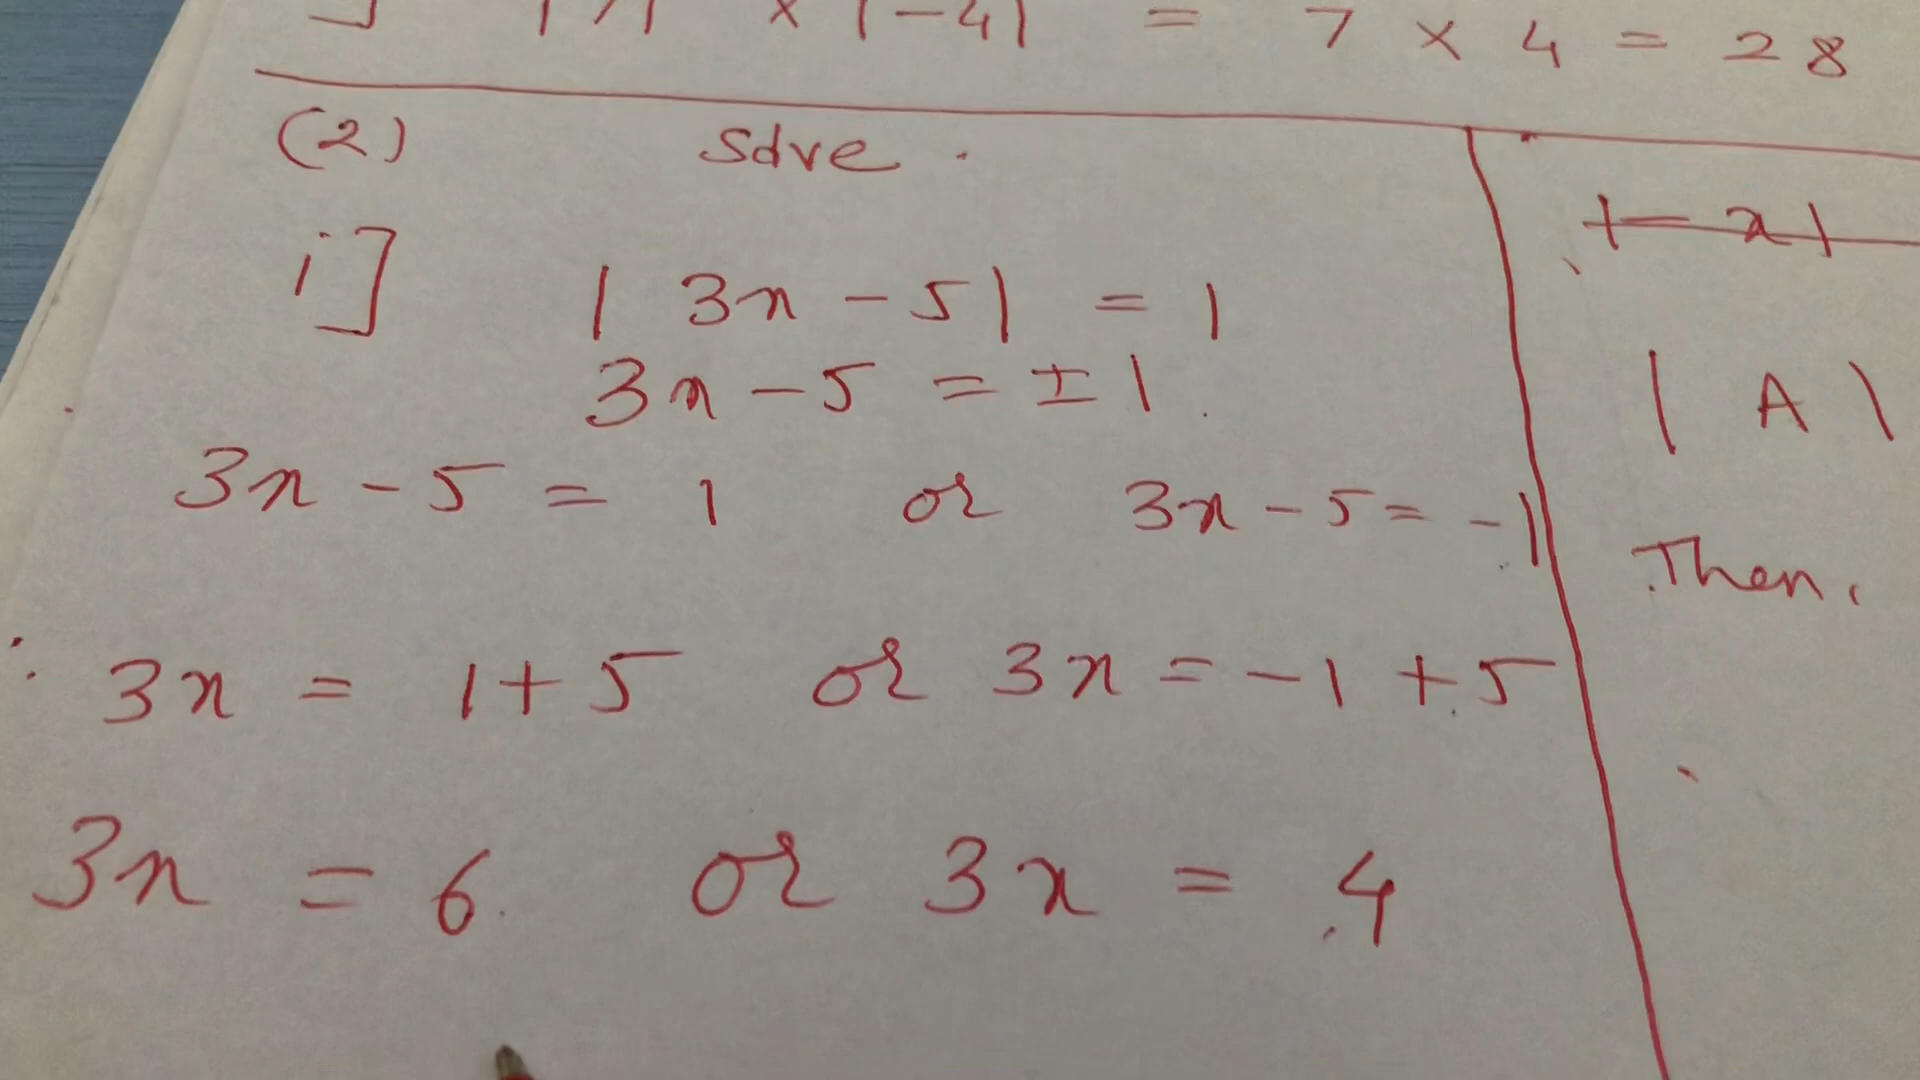 ] |7| × |-4| = 7 × 4 = 28
(2) Solve.
i] |3x - 5| = 1
3x - 5 = ± 1.
3x - 5 = 1 or 3x - 5 = -1
∴ 3x = 1 + 5 or 3x = -1 + 5
3x = 6 or 3x = 4
|-x|
|A|
Then,